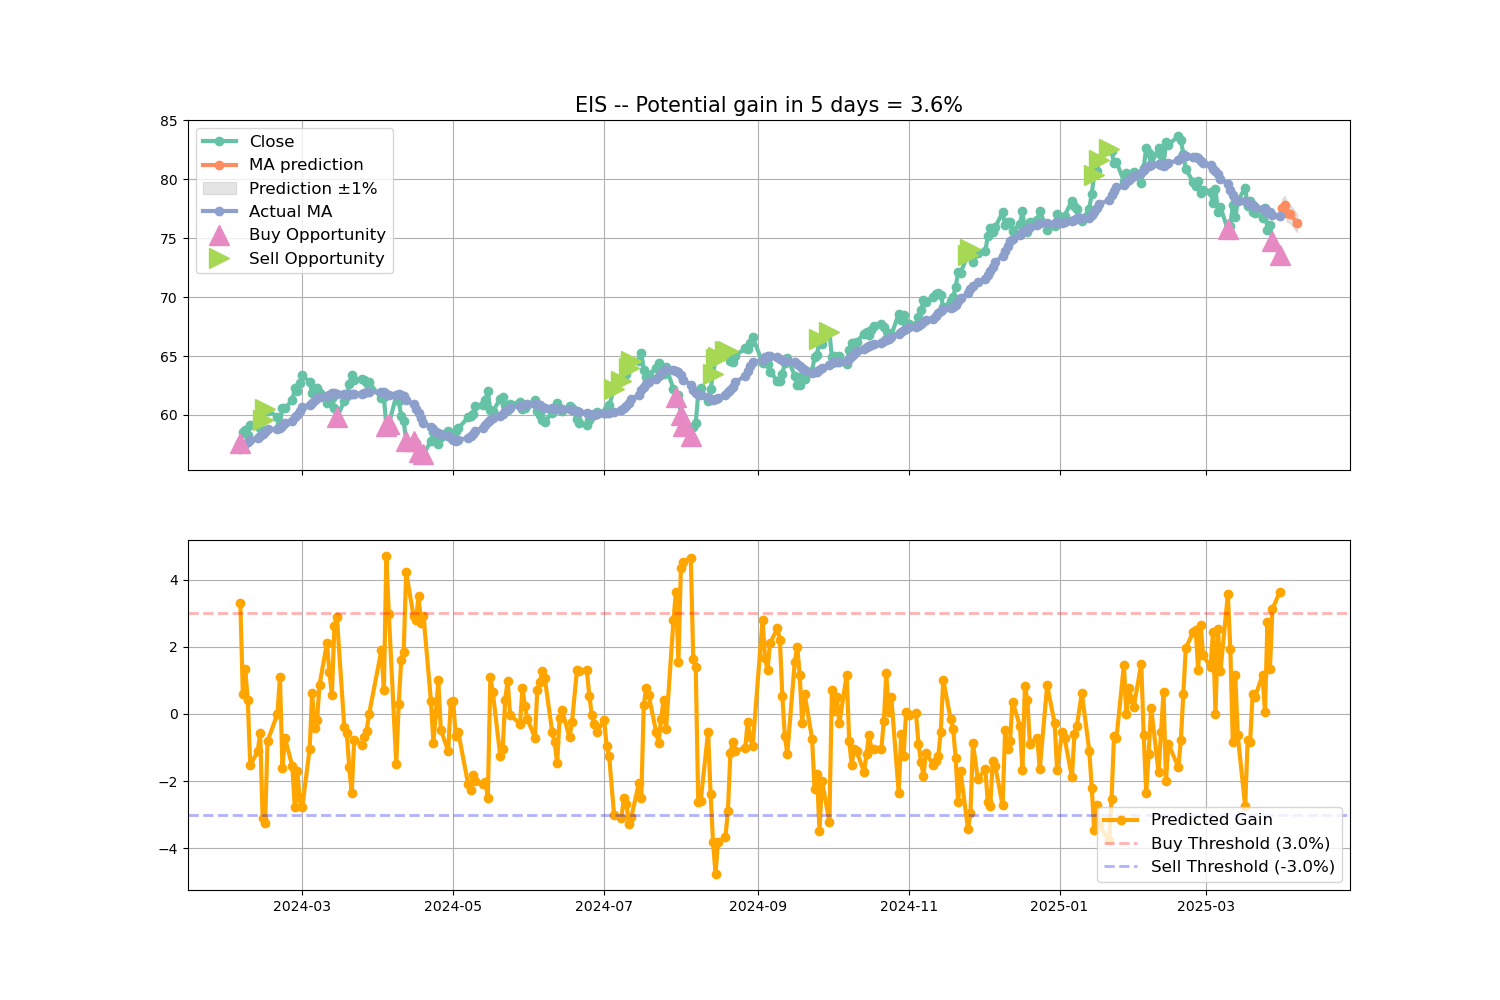 EIS -- Potential gain in 5 days = 3.6%
85
80
75
70
65
60
Close
MA prediction
Prediction ±1%
Actual MA
Buy Opportunity
Sell Opportunity
4
2
0
−2
−4
Predicted Gain
Buy Threshold (3.0%)
Sell Threshold (-3.0%)
2024-03
2024-05
2024-07
2024-09
2024-11
2025-01
2025-03